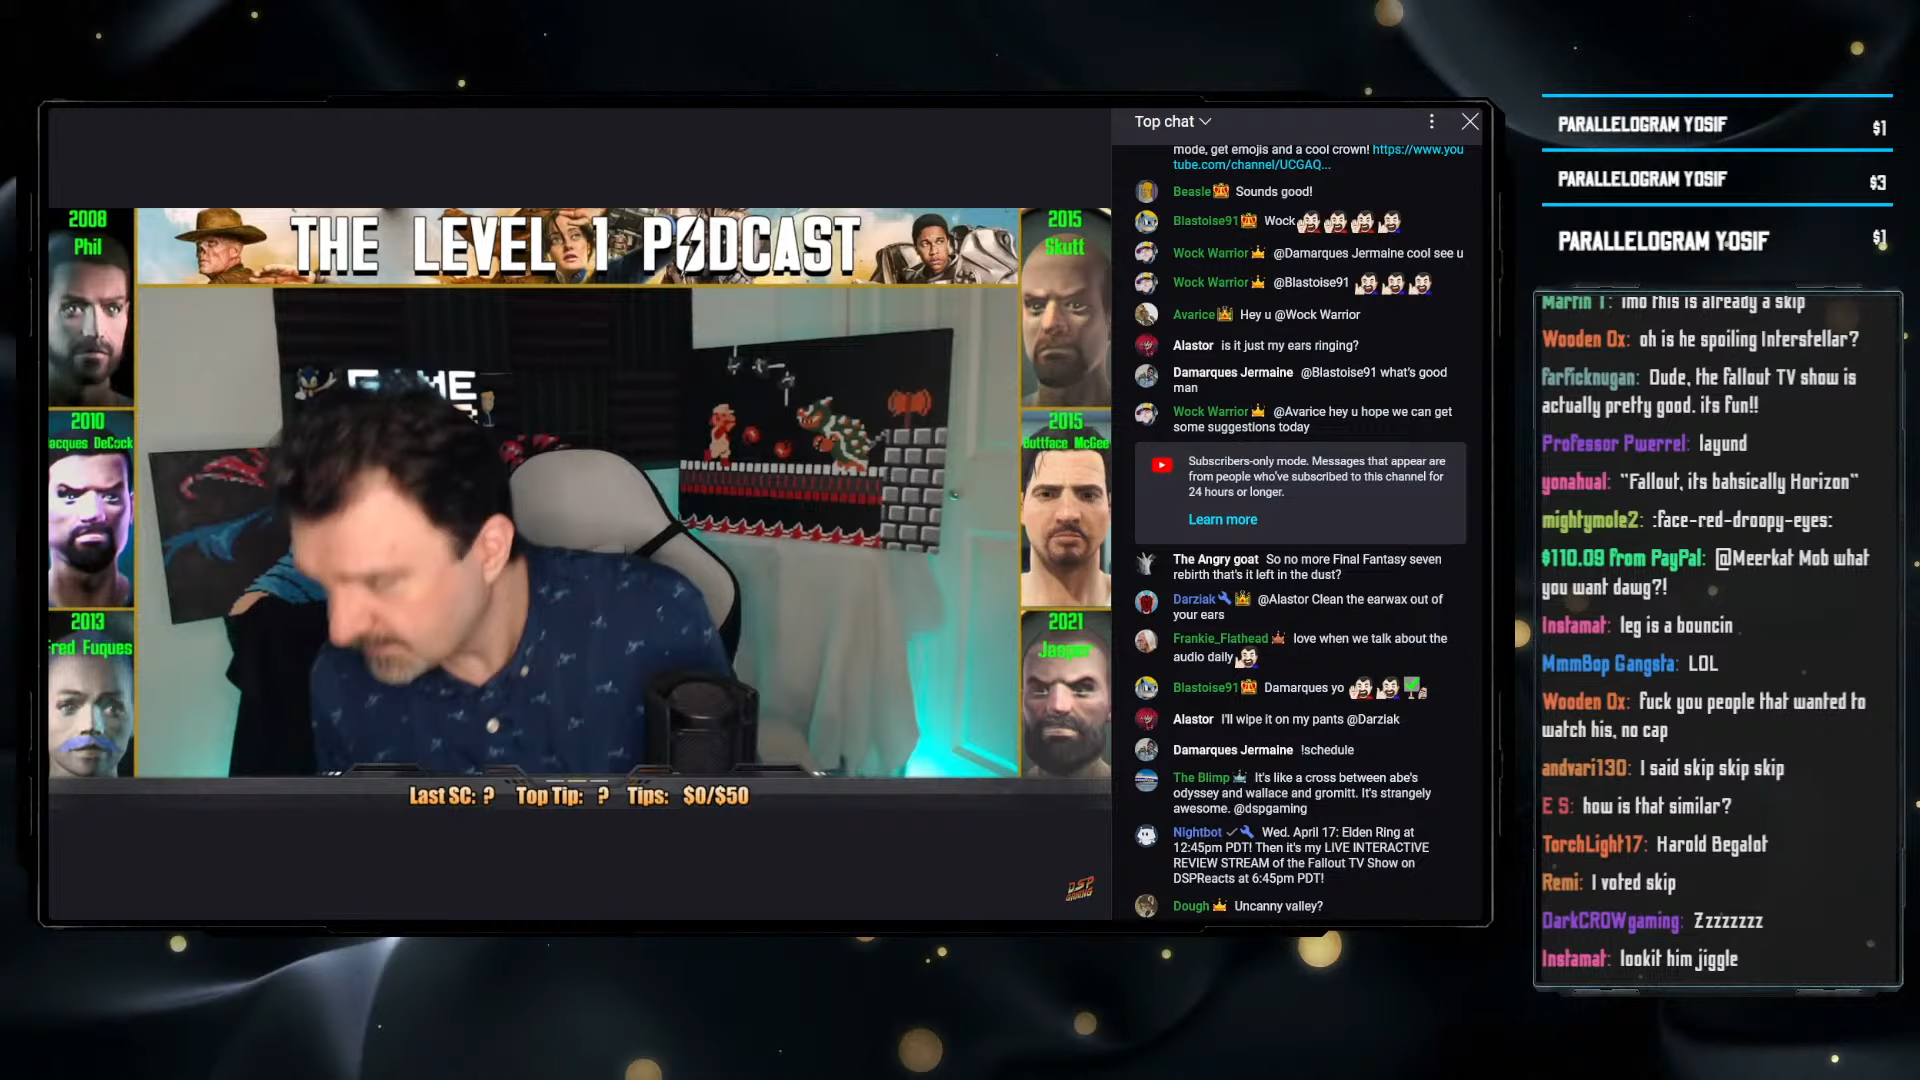 2008
Phil
2010
acques DeCock
2013
red Fuques
THE LEVEL 1 PODCAST
2015
Skutt
2015
Buttface McGee
2021
Jasper
Last SC: ? Top Tip: ? Tips: $0/$50
DSP
GAMING
Top chat
mode, get emojis and a cool crown! https://www.you
tube.com/channel/UCGAQ...
Beasle Sounds good!
Blastoise91 Wock
Wock Warrior @Damarques Jermaine cool see u
Wock Warrior @Blastoise91
Avarice Hey u @Wock Warrior
Alastor is it just my ears ringing?
Damarques Jermaine @Blastoise91 what's good
man
Wock Warrior @Avarice hey u hope we can get
some suggestions today
Subscribers-only mode. Messages that appear are
from people who've subscribed to this channel for
24 hours or longer.
Learn more
The Angry goat So no more Final Fantasy seven
rebirth that's it left in the dust?
Darziak @Alastor Clean the earwax out of
your ears
Frankie_Flathead love when we talk about the
audio daily
Blastoise91 Damarques yo
Alastor I'll wipe it on my pants @Darziak
Damarques Jermaine !schedule
The Blimp It's like a cross between abe's
odyssey and wallace and gromitt. It's strangely
awesome. @dspgaming
Nightbot Wed. April 17: Elden Ring at
12:45pm PDT! Then it's my LIVE INTERACTIVE
REVIEW STREAM of the Fallout TV Show on
DSPReacts at 6:45pm PDT!
Dough Uncanny valley?
PARALLELOGRAM YOSIF $1
PARALLELOGRAM YOSIF $3
PARALLELOGRAM YOSIF $1
Martin T: imo this is already a skip
Wooden Ox: oh is he spoiling Interstellar?
farficknugan: Dude, the fallout TV show is
actually pretty good. its fun!!
Professor Pwerrel: layund
yonahual: "Fallout, its bahsically Horizon"
mightymole2: :face-red-droopy-eyes:
$110.09 from PayPal: @Meerkat Mob what
you want dawg?!
Instamat: leg is a bouncin
MmmBop Gangsta: LOL
Wooden Ox: fuck you people that wanted to
watch his, no cap
andvari130: I said skip skip skip
E S: how is that similar?
TorchLight17: Harold Begalot
Remi: I voted skip
DarkCROWgaming: Zzzzzzzz
Instamat: lookit him jiggle